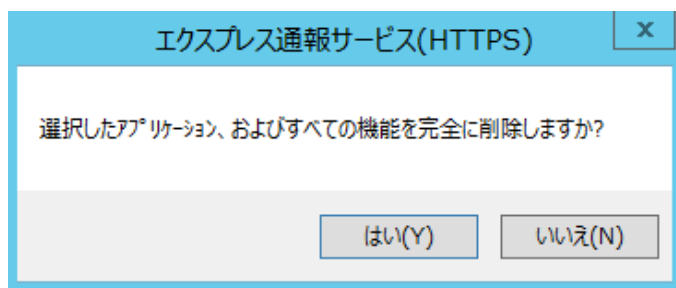 エクスプレス通報サービス(HTTPS)
x
選択したｱﾌﾟﾘｹｰｼｮﾝ、およびすべての機能を完全に削除しますか?
はい(Y)
いいえ(N)